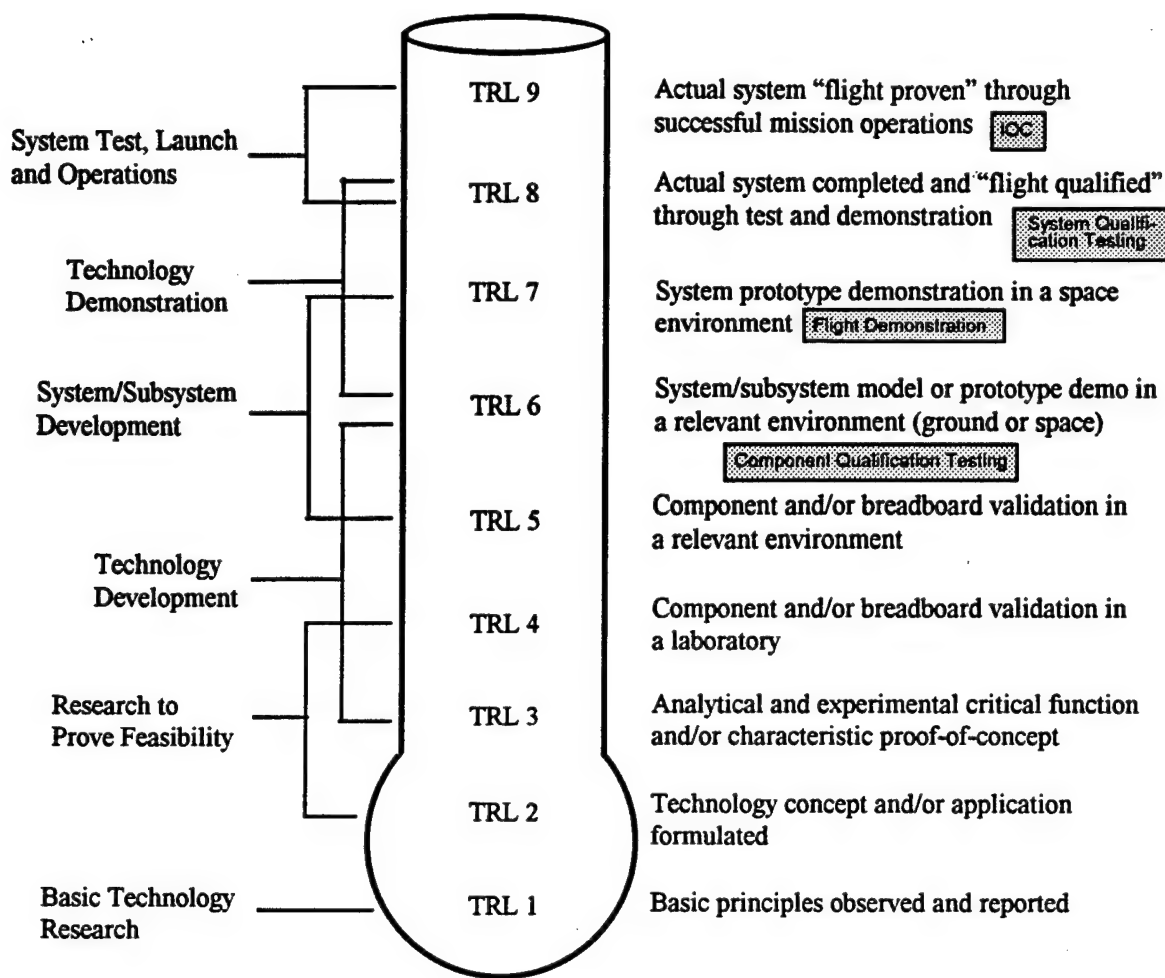 TRL 9
Actual system “flight proven” through
successful mission operations
IOC
System Test, Launch
and Operations
TRL 8
Actual system completed and “flight qualified”
through test and demonstration
System Qualifi-
cation Testing
Technology
Demonstration
TRL 7
System prototype demonstration in a space
environment
Flight Demonstration
System/Subsystem
Development
TRL 6
System/subsystem model or prototype demo in
a relevant environment (ground or space)
Component Qualification Testing
TRL 5
Component and/or breadboard validation in
a relevant environment
Technology
Development
TRL 4
Component and/or breadboard validation in
a laboratory
Research to
Prove Feasibility
TRL 3
Analytical and experimental critical function
and/or characteristic proof-of-concept
TRL 2
Technology concept and/or application
formulated
Basic Technology
Research
TRL 1
Basic principles observed and reported